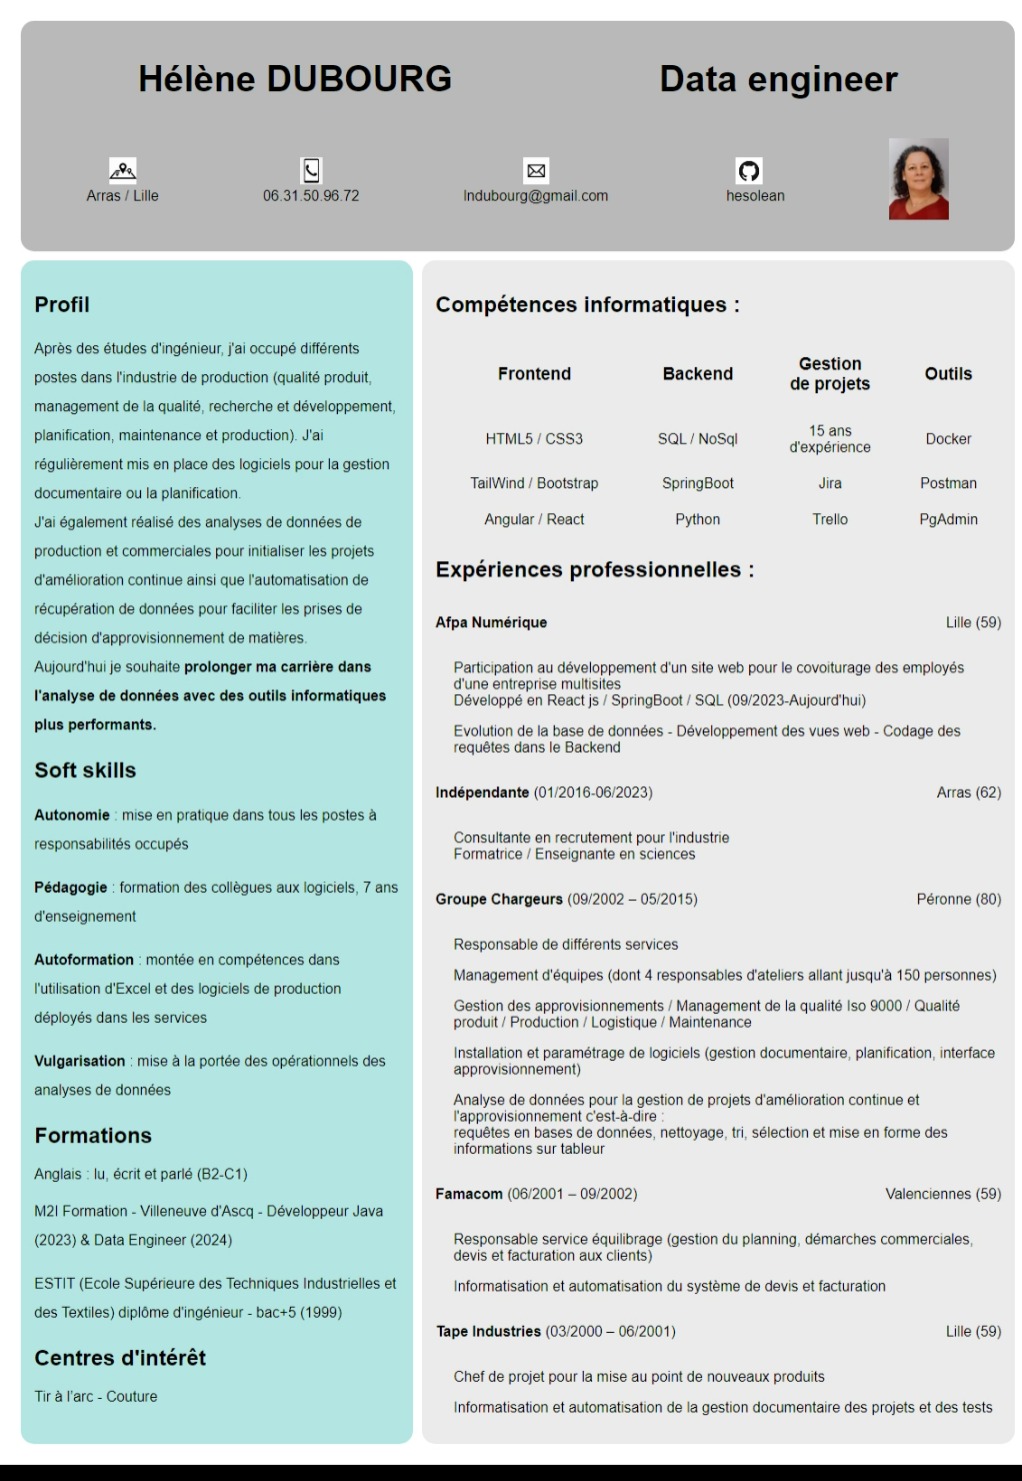 Hélène DUBOURG
Data engineer
Arras / Lille
06.31.50.96.72
lndubourg@gmail.com
hesolean
Profil
Après des études d'ingénieur, j'ai occupé différents
postes dans l'industrie de production (qualité produit,
management de la qualité, recherche et développement,
planification, maintenance et production). J'ai
régulièrement mis en place des logiciels pour la gestion
documentaire ou la planification.
J'ai également réalisé des analyses de données de
production et commerciales pour initialiser les projets
d'amélioration continue ainsi que l'automatisation de
récupération de données pour faciliter les prises de
décision d'approvisionnement de matières.
Aujourd'hui je souhaite prolonger ma carrière dans
l'analyse de données avec des outils informatiques
plus performants.
Soft skills
Autonomie : mise en pratique dans tous les postes à
responsabilités occupés
Pédagogie : formation des collègues aux logiciels, 7 ans
d'enseignement
Autoformation : montée en compétences dans
l'utilisation d'Excel et des logiciels de production
déployés dans les services
Vulgarisation : mise à la portée des opérationnels des
analyses de données
Formations
Anglais : lu, écrit et parlé (B2-C1)
M2I Formation - Villeneuve d'Ascq - Développeur Java
(2023) & Data Engineer (2024)
ESTIT (Ecole Supérieure des Techniques Industrielles et
des Textiles) diplôme d'ingénieur - bac+5 (1999)
Centres d'intérêt
Tir à l'arc - Couture
Compétences informatiques :
Frontend Backend Gestion de projets Outils
HTML5 / CSS3 SQL / NoSql 15 ans d'expérience Docker
TailWind / Bootstrap SpringBoot Jira Postman
Angular / React Python Trello PgAdmin
Expériences professionnelles :
Afpa Numérique Lille (59)
Participation au développement d'un site web pour le covoiturage des employés
d'une entreprise multisites
Développé en React js / SpringBoot / SQL (09/2023-Aujourd'hui)
Evolution de la base de données - Développement des vues web - Codage des
requêtes dans le Backend
Indépendante (01/2016-06/2023) Arras (62)
Consultante en recrutement pour l'industrie
Formatrice / Enseignante en sciences
Groupe Chargeurs (09/2002 – 05/2015) Péronne (80)
Responsable de différents services
Management d'équipes (dont 4 responsables d'ateliers allant jusqu'à 150 personnes)
Gestion des approvisionnements / Management de la qualité Iso 9000 / Qualité
produit / Production / Logistique / Maintenance
Installation et paramétrage de logiciels (gestion documentaire, planification, interface
approvisionnement)
Analyse de données pour la gestion de projets d'amélioration continue et
l'approvisionnement c'est-à-dire :
requêtes en bases de données, nettoyage, tri, sélection et mise en forme des
informations sur tableur
Famacom (06/2001 – 09/2002) Valenciennes (59)
Responsable service équilibrage (gestion du planning, démarches commerciales,
devis et facturation aux clients)
Informatisation et automatisation du système de devis et facturation
Tape Industries (03/2000 – 06/2001) Lille (59)
Chef de projet pour la mise au point de nouveaux produits
Informatisation et automatisation de la gestion documentaire des projets et des tests